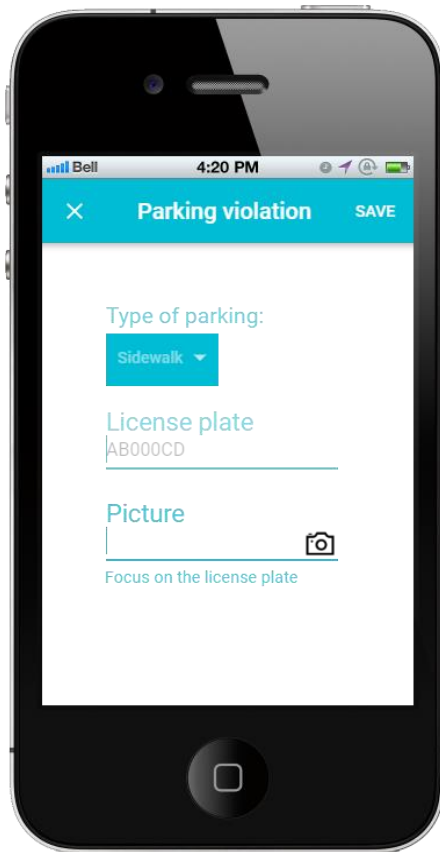 Bell 4:20 PM
Parking violation SAVE
Type of parking:
Sidewalk
License plate
AB000CD
Picture
Focus on the license plate